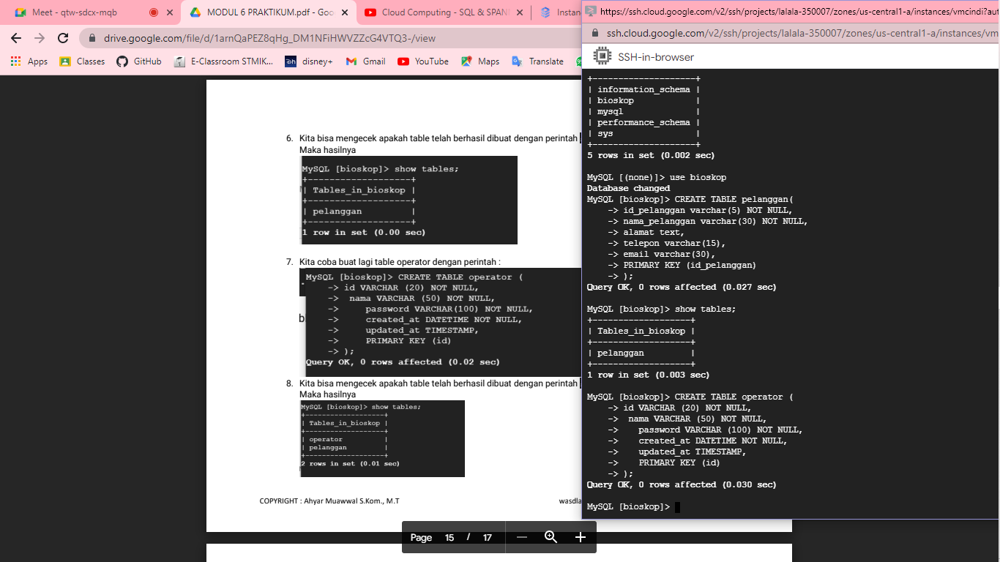 Meet - qtw-sdcx-mqb
MODUL 6 PRAKTIKUM.pdf - Goo
Cloud Computing - SQL & SPAN
Instan
https://ssh.cloud.google.com/v2/ssh/projects/lalala-350007/zones/us-central1-a/instances/vmcindi?aut
drive.google.com/file/d/1arnQaPEZ8qHg_DM1NFiHWVZZcG4VTQ3-/view
ssh.cloud.google.com/v2/ssh/projects/lalala-350007/zones/us-central1-a/instances/vm
Apps
Classes
GitHub
E-Classroom STMIK...
disney+
Gmail
YouTube
Maps
Translate
SSH-in-browser
6. Kita bisa mengecek apakah table telah berhasil dibuat dengan perintah
Maka hasilnya
MySQL [bioskop]> show tables;
+-------------------+
| Tables_in_bioskop |
+-------------------+
| pelanggan         |
+-------------------+
1 row in set (0.00 sec)
7. Kita coba buat lagi table operator dengan perintah :
MySQL [bioskop]> CREATE TABLE operator (
-> id VARCHAR (20) NOT NULL,
-> nama VARCHAR (50) NOT NULL,
-> password VARCHAR(100) NOT NULL,
-> created_at DATETIME NOT NULL,
-> updated_at TIMESTAMP,
-> PRIMARY KEY (id)
-> );
Query OK, 0 rows affected (0.02 sec)
b
8. Kita bisa mengecek apakah table telah berhasil dibuat dengan perintah
Maka hasilnya
MySQL [bioskop]> show tables;
+-------------------+
| Tables_in_bioskop |
+-------------------+
| operator          |
| pelanggan         |
+-------------------+
2 rows in set (0.01 sec)
COPYRIGHT : Ahyar Muawwal S.Kom., M.T
wasdla
Page 15 / 17
+--------------------+
| information_schema |
| bioskop            |
| mysql              |
| performance_schema |
| sys                |
+--------------------+
5 rows in set (0.002 sec)
MySQL [(none)]> use bioskop
Database changed
MySQL [bioskop]> CREATE TABLE pelanggan(
-> id_pelanggan varchar(5) NOT NULL,
-> nama_pelanggan varchar(30) NOT NULL,
-> alamat text,
-> telepon varchar(15),
-> email varchar(30),
-> PRIMARY KEY (id_pelanggan)
-> );
Query OK, 0 rows affected (0.027 sec)
MySQL [bioskop]> show tables;
+-------------------+
| Tables_in_bioskop |
+-------------------+
| pelanggan         |
+-------------------+
1 row in set (0.003 sec)
MySQL [bioskop]> CREATE TABLE operator (
-> id VARCHAR (20) NOT NULL,
-> nama VARCHAR (50) NOT NULL,
-> password VARCHAR (100) NOT NULL,
-> created_at DATETIME NOT NULL,
-> updated_at TIMESTAMP,
-> PRIMARY KEY (id)
-> );
Query OK, 0 rows affected (0.030 sec)
MySQL [bioskop]>